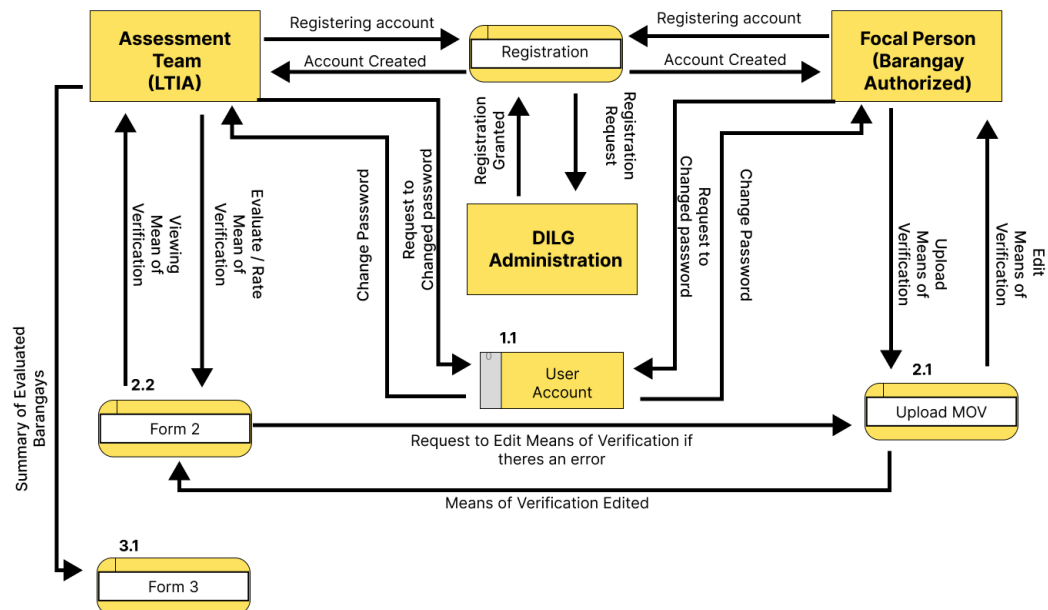 Registering account
Registering account
Assessment
Team
(LTIA)
Registration
Focal Person
(Barangay
Authorized)
Account Created
Account Created
Registration
Granted
Registration
Request
Viewing
Mean of
Verification
Evaluate / Rate
Mean of
Verification
Change Password
Request to
Changed password
DILG
Administration
Request to
Changed password
Change Password
Upload
Means of
Verification
Edit
Means of
Verification
Summary of Evaluated
Barangays
1.1
User
Account
2.2
Form 2
2.1
Upload MOV
Request to Edit Means of Verification if
theres an error
Means of Verification Edited
3.1
Form 3